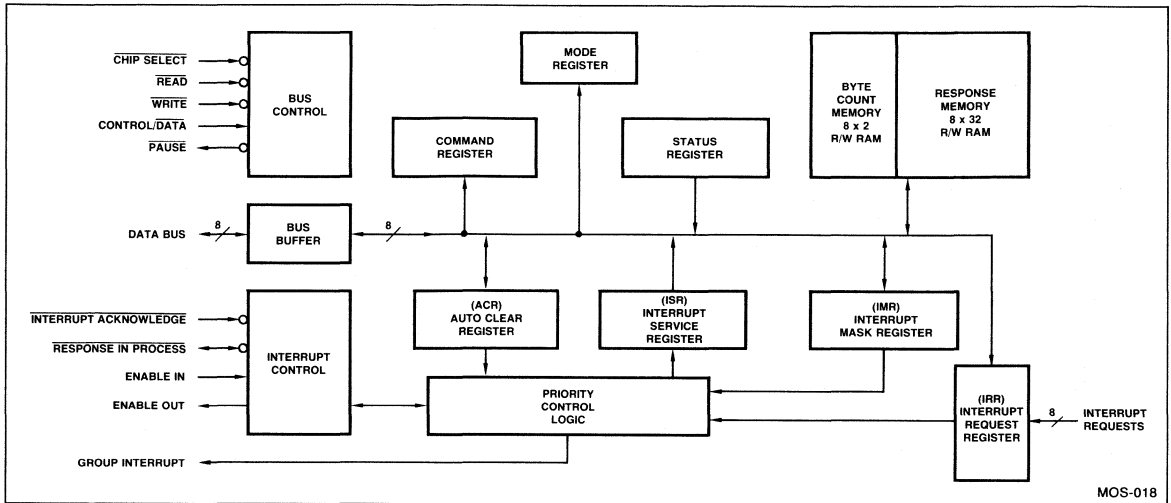 CHIP SELECT
READ
WRITE
CONTROL/DATA
PAUSE
BUS
CONTROL
MODE
REGISTER
COMMAND
REGISTER
STATUS
REGISTER
BYTE
COUNT
MEMORY
8 x 2
R/W RAM
RESPONSE
MEMORY
8 x 32
R/W RAM
DATA BUS
8
BUS
BUFFER
8
INTERRUPT ACKNOWLEDGE
RESPONSE IN PROCESS
ENABLE IN
ENABLE OUT
GROUP INTERRUPT
INTERRUPT
CONTROL
(ACR)
AUTO CLEAR
REGISTER
(ISR)
INTERRUPT
SERVICE
REGISTER
(IMR)
INTERRUPT
MASK REGISTER
PRIORITY
CONTROL
LOGIC
(IRR)
INTERRUPT
REQUEST
REGISTER
8
INTERRUPT
REQUESTS
MOS-018